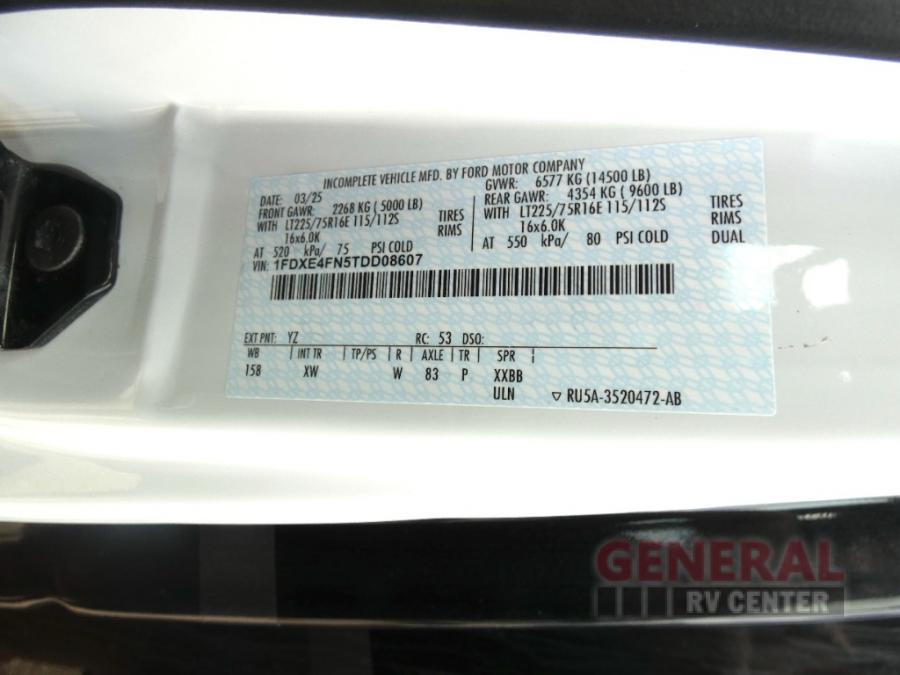 INCOMPLETE VEHICLE MFD. BY FORD MOTOR COMPANY
DATE: 03/25 GVWR: 6577 KG (14500 LB)
FRONT GAWR: 2268 KG (5000 LB) REAR GAWR: 4354 KG (9600 LB)
WITH LT225/75R16E 115/112S TIRES WITH LT225/75R16E 115/112S TIRES
16x6.0K RIMS 16x6.0K RIMS
AT 520 kPa/ 75 PSI COLD AT 550 kPa/ 80 PSI COLD DUAL
VIN: 1FDXE4FN5TDD08607
EXT PNT: YZ RC: 53 DSO:
WB INT TR TP/PS R AXLE TR SPR
158 XW W 83 P XXBB
ULN ▽ RU5A-3520472-AB
GENERAL
RV CENTER